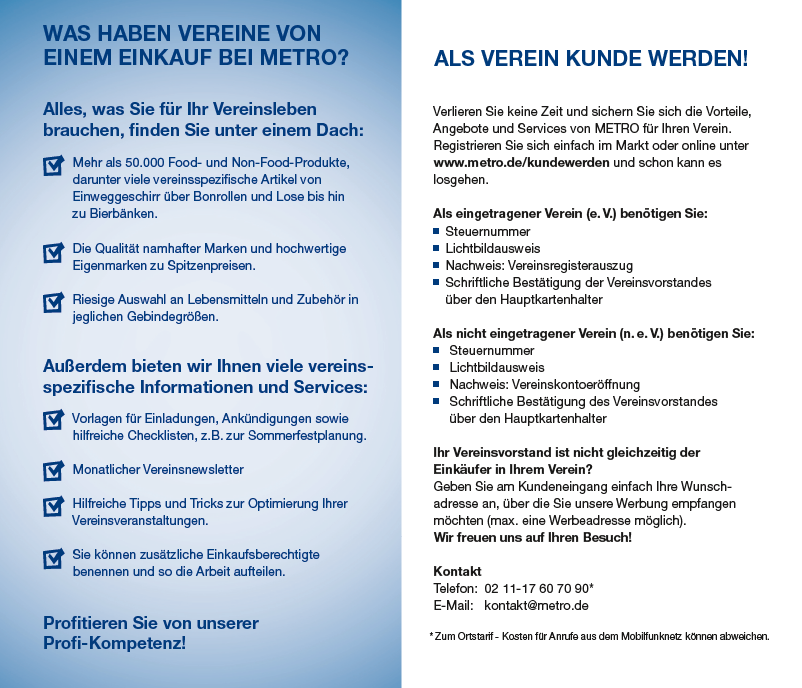 WAS HABEN VEREINE VON
EINEM EINKAUF BEI METRO?
Alles, was Sie für Ihr Vereinsleben
brauchen, finden Sie unter einem Dach:
Mehr als 50.000 Food- und Non-Food-Produkte,
darunter viele vereinsspezifische Artikel von
Einweggeschirr über Bonrollen und Lose bis hin
zu Bierbänken.
Die Qualität namhafter Marken und hochwertige
Eigenmarken zu Spitzenpreisen.
Riesige Auswahl an Lebensmitteln und Zubehör in
jeglichen Gebindegrößen.
Außerdem bieten wir Ihnen viele vereins-
spezifische Informationen und Services:
Vorlagen für Einladungen, Ankündigungen sowie
hilfreiche Checklisten, z.B. zur Sommerfestplanung.
Monatlicher Vereinsnewsletter
Hilfreiche Tipps und Tricks zur Optimierung Ihrer
Vereinsveranstaltungen.
Sie können zusätzliche Einkaufsberechtigte
benennen und so die Arbeit aufteilen.
Profitieren Sie von unserer
Profi-Kompetenz!
ALS VEREIN KUNDE WERDEN!
Verlieren Sie keine Zeit und sichern Sie sich die Vorteile,
Angebote und Services von METRO für Ihren Verein.
Registrieren Sie sich einfach im Markt oder online unter
www.metro.de/kundewerden und schon kann es
losgehen.
Als eingetragener Verein (e. V.) benötigen Sie:
Steuernummer
Lichtbildausweis
Nachweis: Vereinsregisterauszug
Schriftliche Bestätigung der Vereinsvorstandes
über den Hauptkartenhalter
Als nicht eingetragener Verein (n. e. V.) benötigen Sie:
Steuernummer
Lichtbildausweis
Nachweis: Vereinskontoeröffnung
Schriftliche Bestätigung des Vereinsvorstandes
über den Hauptkartenhalter
Ihr Vereinsvorstand ist nicht gleichzeitig der
Einkäufer in Ihrem Verein?
Geben Sie am Kundeneingang einfach Ihre Wunsch-
adresse an, über die Sie unsere Werbung empfangen
möchten (max. eine Werbeadresse möglich).
Wir freuen uns auf Ihren Besuch!
Kontakt
Telefon: 02 11-17 60 70 90*
E-Mail: kontakt@metro.de
* Zum Ortstarif - Kosten für Anrufe aus dem Mobilfunknetz können abweichen.